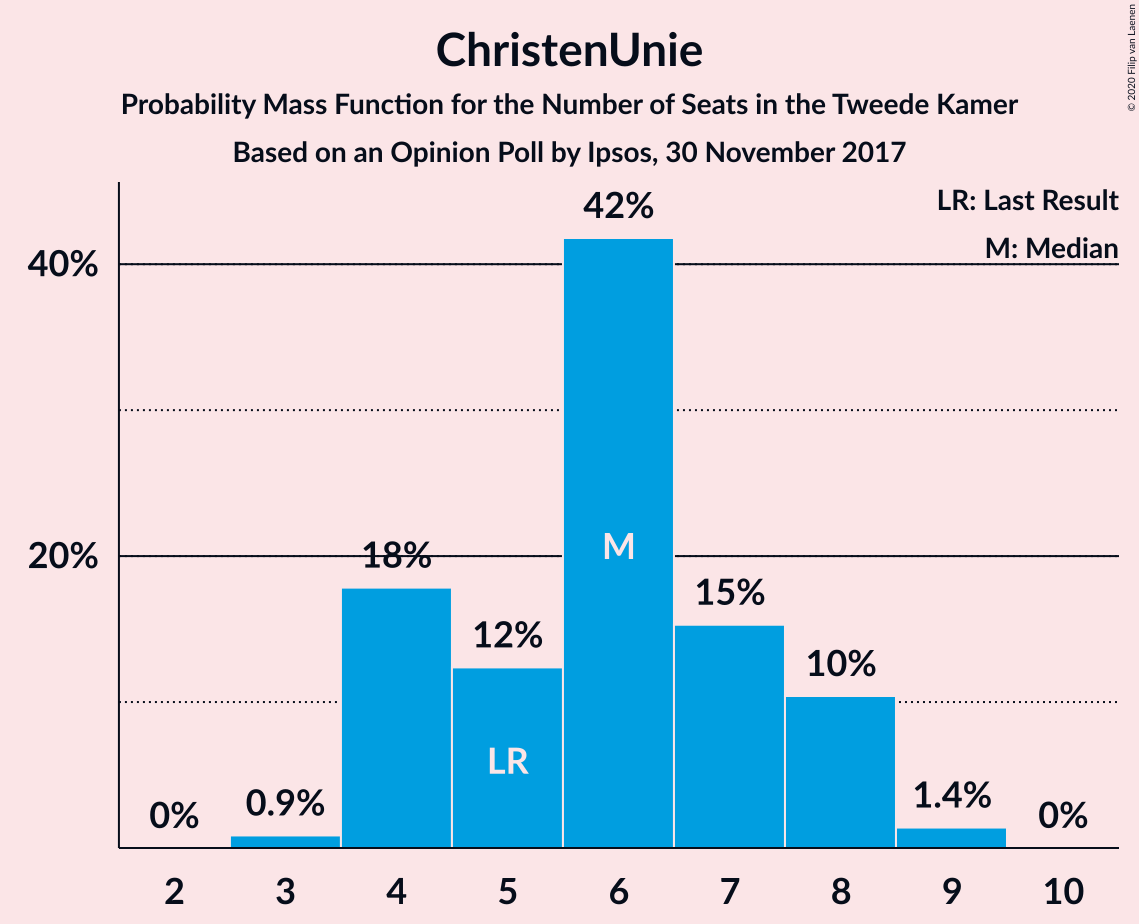 ChristenUnie
Probability Mass Function for the Number of Seats in the Tweede Kamer
Based on an Opinion Poll by Ipsos, 30 November 2017
© 2020 Filip van Laenen
LR: Last Result
M: Median
40%
20%
0%
0.9%
18%
12%
42%
15%
10%
1.4%
0%
LR
M
2 3 4 5 6 7 8 9 10